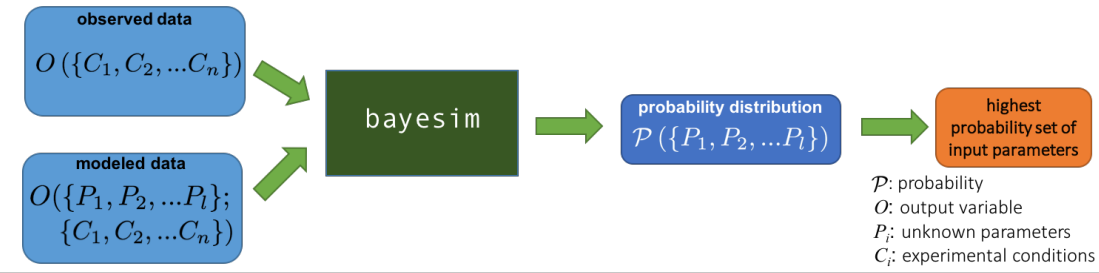 observed data
O ({C₁, C₂, ...Cₙ})
modeled data
O({P₁, P₂, ...Pₗ};
{C₁, C₂, ...Cₙ})
bayesim
probability distribution
𝒫 ({P₁, P₂, ...Pₗ})
highest
probability set of
input parameters
𝒫: probability
O: output variable
Pᵢ: unknown parameters
Cᵢ: experimental conditions